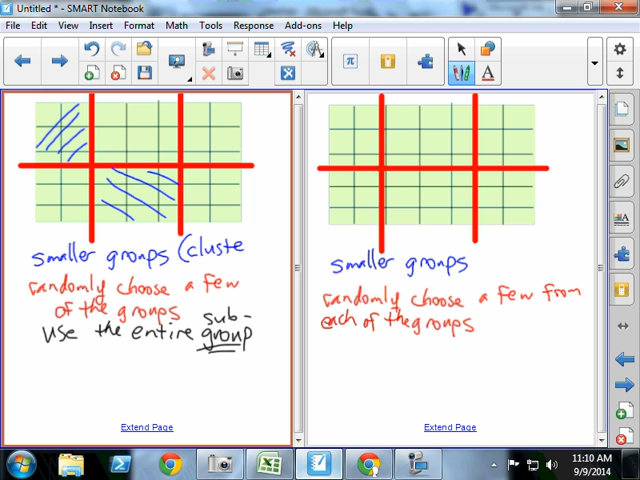 Untitled * - SMART Notebook
File Edit View Insert Format Tools Math Response Add-ons Help
π
A
smaller groups (cluste
randomly choose a few
of the groups
use the entire sub-
group
Extend Page
smaller groups
randomly choose a few from
each of the groups
Extend Page
11:10 AM
9/9/2014